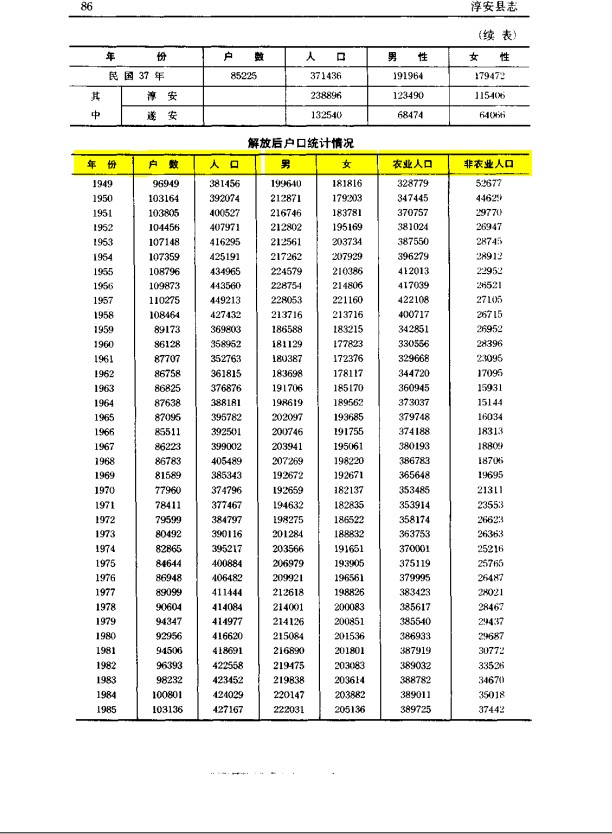 86 淳安县志
（续 表）
年 份 户 数 人 口 男 性 女 性
民 国 37 年 85225 371436 191964 179472
其 淳 安 238896 123490 115406
中 遂 安 132540 68474 64066
解放后户口统计情况
年 份 户 数 人 口 男 女 农业人口 非农业人口
1949 96949 381456 199640 181816 328779 52677
1950 103164 392074 212871 179203 347445 44629
1951 103805 400527 216746 183781 370757 29770
1952 104456 407971 212802 195169 381024 26947
1953 107148 416295 212561 203734 387550 28745
1954 107359 425191 217262 207929 396279 28912
1955 108796 434965 224579 210386 412013 22952
1956 109873 443560 228754 214806 417039 26521
1957 110275 449213 228053 221160 422108 27105
1958 108464 427432 213716 213716 400717 26715
1959 89173 369803 186588 183215 342851 26952
1960 86128 358952 181129 177823 330556 28396
1961 87707 352763 180387 172376 329668 23095
1962 86758 361815 183698 178117 344720 17095
1963 86825 376876 191706 185170 360945 15931
1964 87638 388181 198619 189562 373037 15144
1965 87095 395782 202097 193685 379748 16034
1966 85511 392501 200746 191755 374188 18313
1967 86223 399002 203941 195061 380193 18809
1968 86783 405489 207269 198220 386783 18706
1969 81589 385343 192672 192671 365648 19695
1970 77960 374796 192659 182137 353485 21311
1971 78411 377467 194632 182835 353914 23553
1972 79599 384797 198275 186522 358174 26623
1973 80492 390116 201284 188832 363753 26363
1974 82865 395217 203566 191651 370001 25216
1975 84644 400884 206979 193905 375119 25765
1976 86948 406482 209921 196561 379995 26487
1977 89099 411444 212618 198826 383423 28021
1978 90604 414084 214001 200083 385617 28467
1979 94347 414977 214126 200851 385540 29437
1980 92956 416620 215084 201536 386933 29687
1981 94506 418691 216890 201801 387919 30772
1982 96393 422558 219475 203083 389032 33526
1983 98232 423452 219838 203614 388782 34670
1984 100801 424029 220147 203882 389011 35018
1985 103136 427167 222031 205136 389725 37442